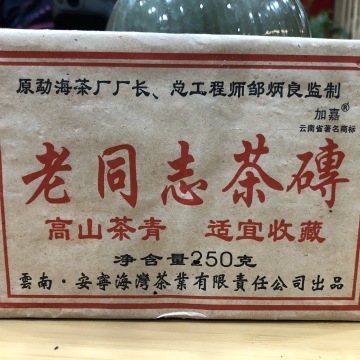 原勐海茶厂厂长、总工程师邹炳良监制
加嘉®
云南省著名商标
老同志茶磚
高山茶青 适宜收藏
净含量250克
雲南·安寧海灣茶業有限責任公司出品